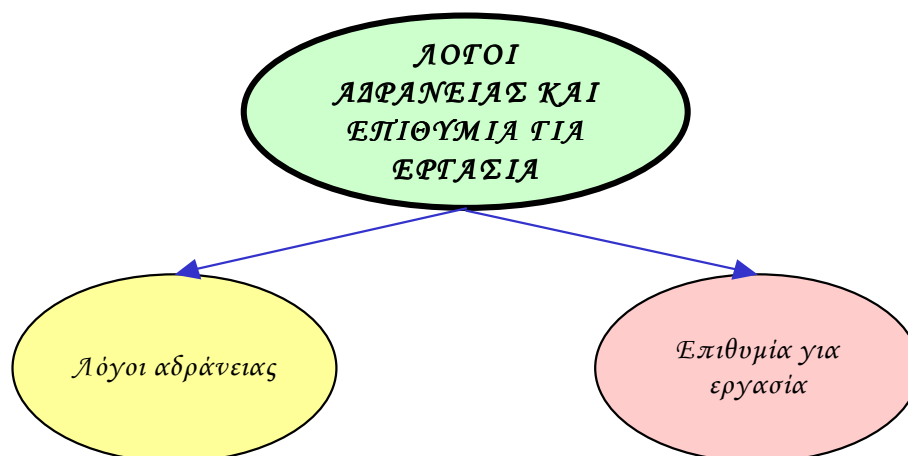 ΛΟΓΟΙ
ΑΔΡΑΝΕΙΑΣ ΚΑΙ
ΕΠΙΘΥΜΙΑ ΓΙΑ
ΕΡΓΑΣΙΑ
Λόγοι αδράνειας
Επιθυμία για
εργασία